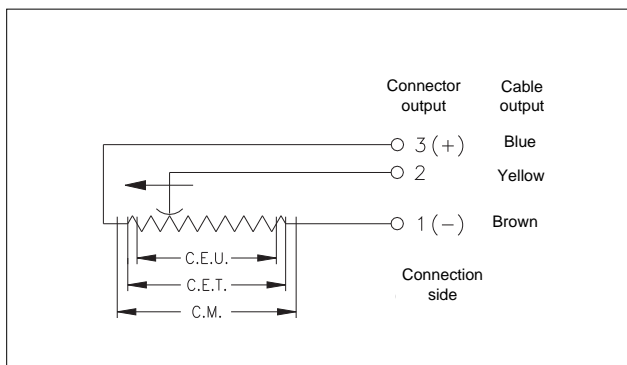 Connector output
Cable output
3 (+)
Blue
2
Yellow
1 (-)
Brown
C.E.U.
C.E.T.
C.M.
Connection side